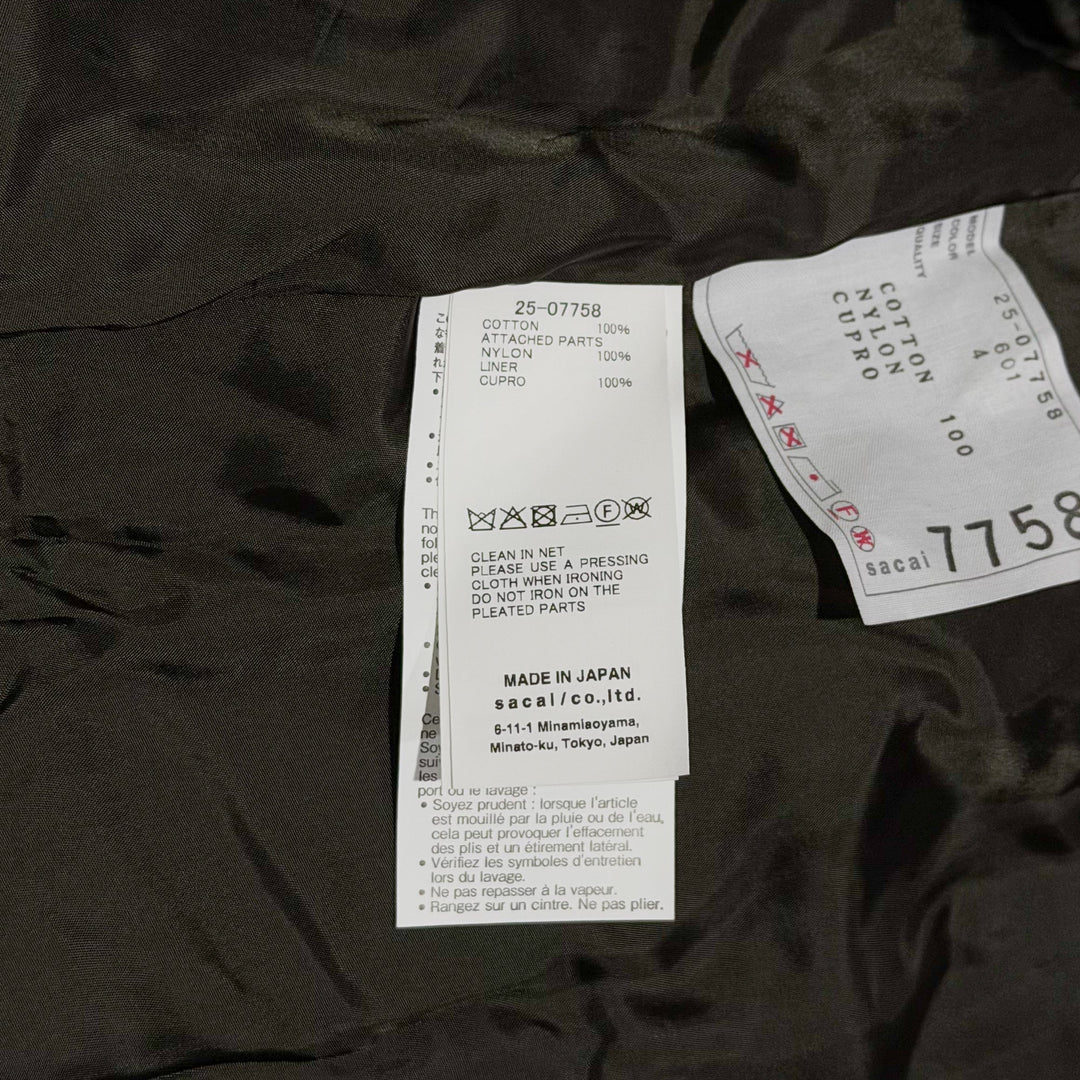 25-07758
COTTON 100%
ATTACHED PARTS
NYLON 100%
LINER
CUPRO 100%
F W
CLEAN IN NET
PLEASE USE A PRESSING
CLOTH WHEN IRONING
DO NOT IRON ON THE
PLEATED PARTS
MADE IN JAPAN
sacai/co.,ltd.
6-11-1 Minamiaoyama,
Minato-ku, Tokyo, Japan
les
port ou le lavage :
• Soyez prudent : lorsque l'article
est mouillé par la pluie ou de l'eau,
cela peut provoquer l'effacement
des plis et un étirement latéral.
• Vérifiez les symboles d'entretien
lors du lavage.
• Ne pas repasser à la vapeur.
• Rangez sur un cintre. Ne pas plier.
MODEL 25-07758
COLOR 601
SIZE 4
QUALITY
COTTON 100
NYLON
CUPRO
F W
sacai 7758